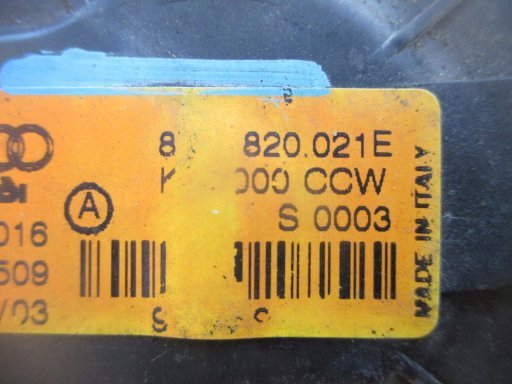 8 820.021E
K 000 CCW
A
S 0003
016
509
/03
MADE IN ITALY